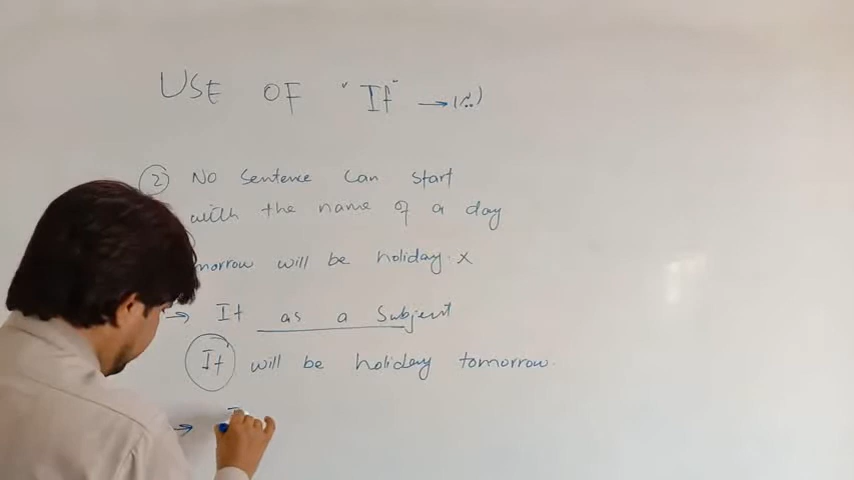 USE OF "If" →
② No Sentence Can Start
with the name of a day
morrow will be holiday. x
→ It as a Subject
It will be holiday tomorrow.
→